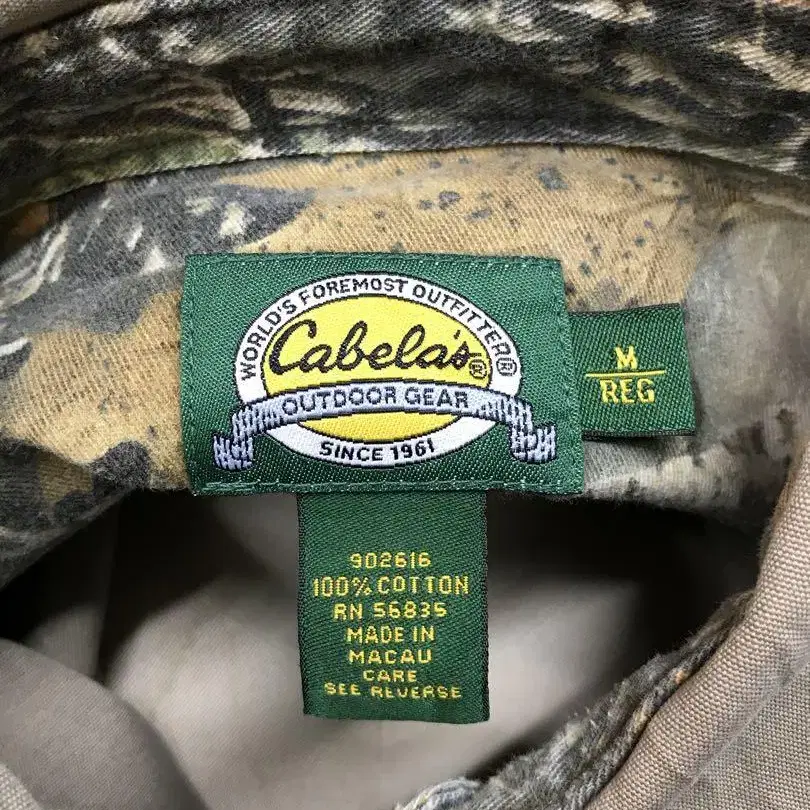 WORLD'S FOREMOST OUTFITTER®
Cabela's®
OUTDOOR GEAR
SINCE 1961
M
REG
902616
100% COTTON
RN 56835
MADE IN
MACAU
CARE
SEE REVERSE